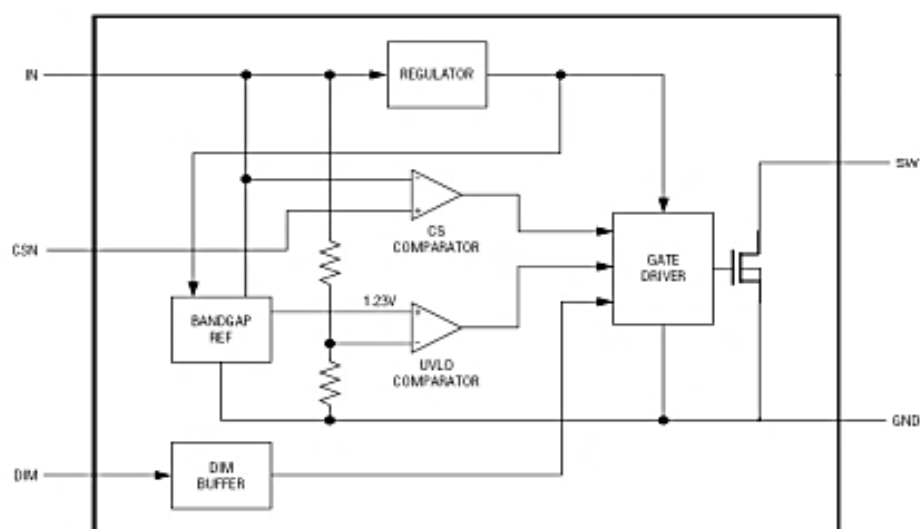 IN
REGULATOR
SW
CSN
CS
COMPARATOR
GATE
DRIVER
1.23V
BANDGAP
REF
UVLO
COMPARATOR
GND
DIM
DIM
BUFFER